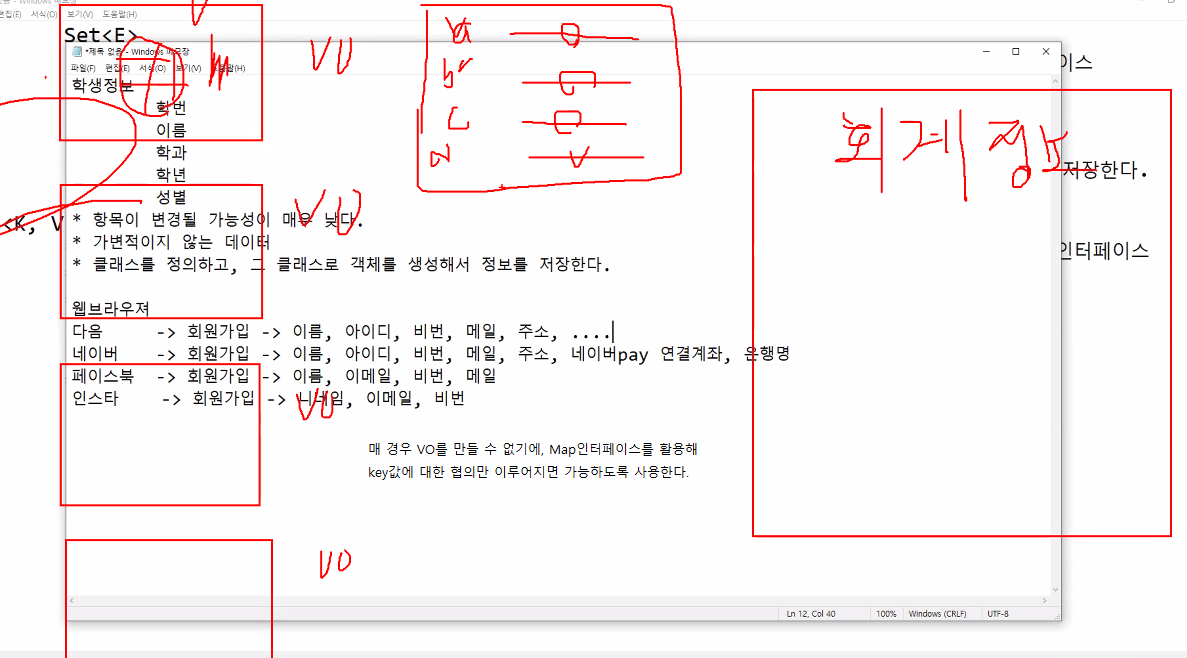 편집(E) 서식(O) 보기(V) 도움말(H)
Set<E>
*제목 없음 - Windows 메모장
파일(F) 편집(E) 서식(O) 보기(V) 도움말(H)
학생정보
학번
이름
학과
학년
성별
* 항목이 변경될 가능성이 매우 낮다.
* 가변적이지 않는 데이터
* 클래스를 정의하고, 그 클래스로 객체를 생성해서 정보를 저장한다.
웹브라우져
다음 -> 회원가입 -> 이름, 아이디, 비번, 메일, 주소, ....
네이버 -> 회원가입 -> 이름, 아이디, 비번, 메일, 주소, 네이버pay 연결계좌, 은행명
페이스북 -> 회원가입 -> 이름, 이메일, 비번, 메일
인스타 -> 회원가입 -> 니네임, 이메일, 비번
매 경우 VO를 만들 수 없기에, Map인터페이스를 활용해
key값에 대한 협의만 이루어지면 가능하도록 사용한다.
Ln 12, Col 40 100% Windows (CRLF) UTF-8
<K, V
이스
저장한다.
인터페이스
VO
VO
VO
VO
a
b
c
d
회계정보